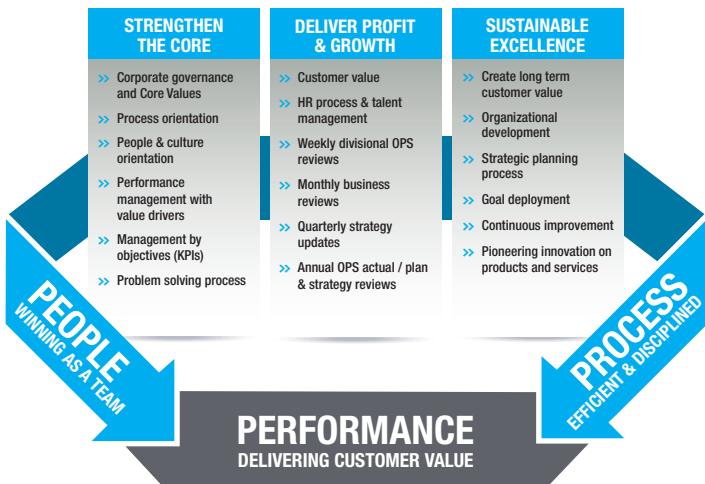 STRENGTHEN
THE CORE
>> Corporate governance
and Core Values
>> Process orientation
>> People & culture
orientation
>> Performance
management with
value drivers
>> Management by
objectives (KPIs)
>> Problem solving process
DELIVER PROFIT
& GROWTH
>> Customer value
>> HR process & talent
management
>> Weekly divisional OPS
reviews
>> Monthly business
reviews
>> Quarterly strategy
updates
>> Annual OPS actual / plan
& strategy reviews
SUSTAINABLE
EXCELLENCE
>> Create long term
customer value
>> Organizational
development
>> Strategic planning
process
>> Goal deployment
>> Continuous improvement
>> Pioneering innovation on
products and services
PEOPLE
WINNING AS A TEAM
PROCESS
EFFICIENT & DISCIPLINED
PERFORMANCE
DELIVERING CUSTOMER VALUE